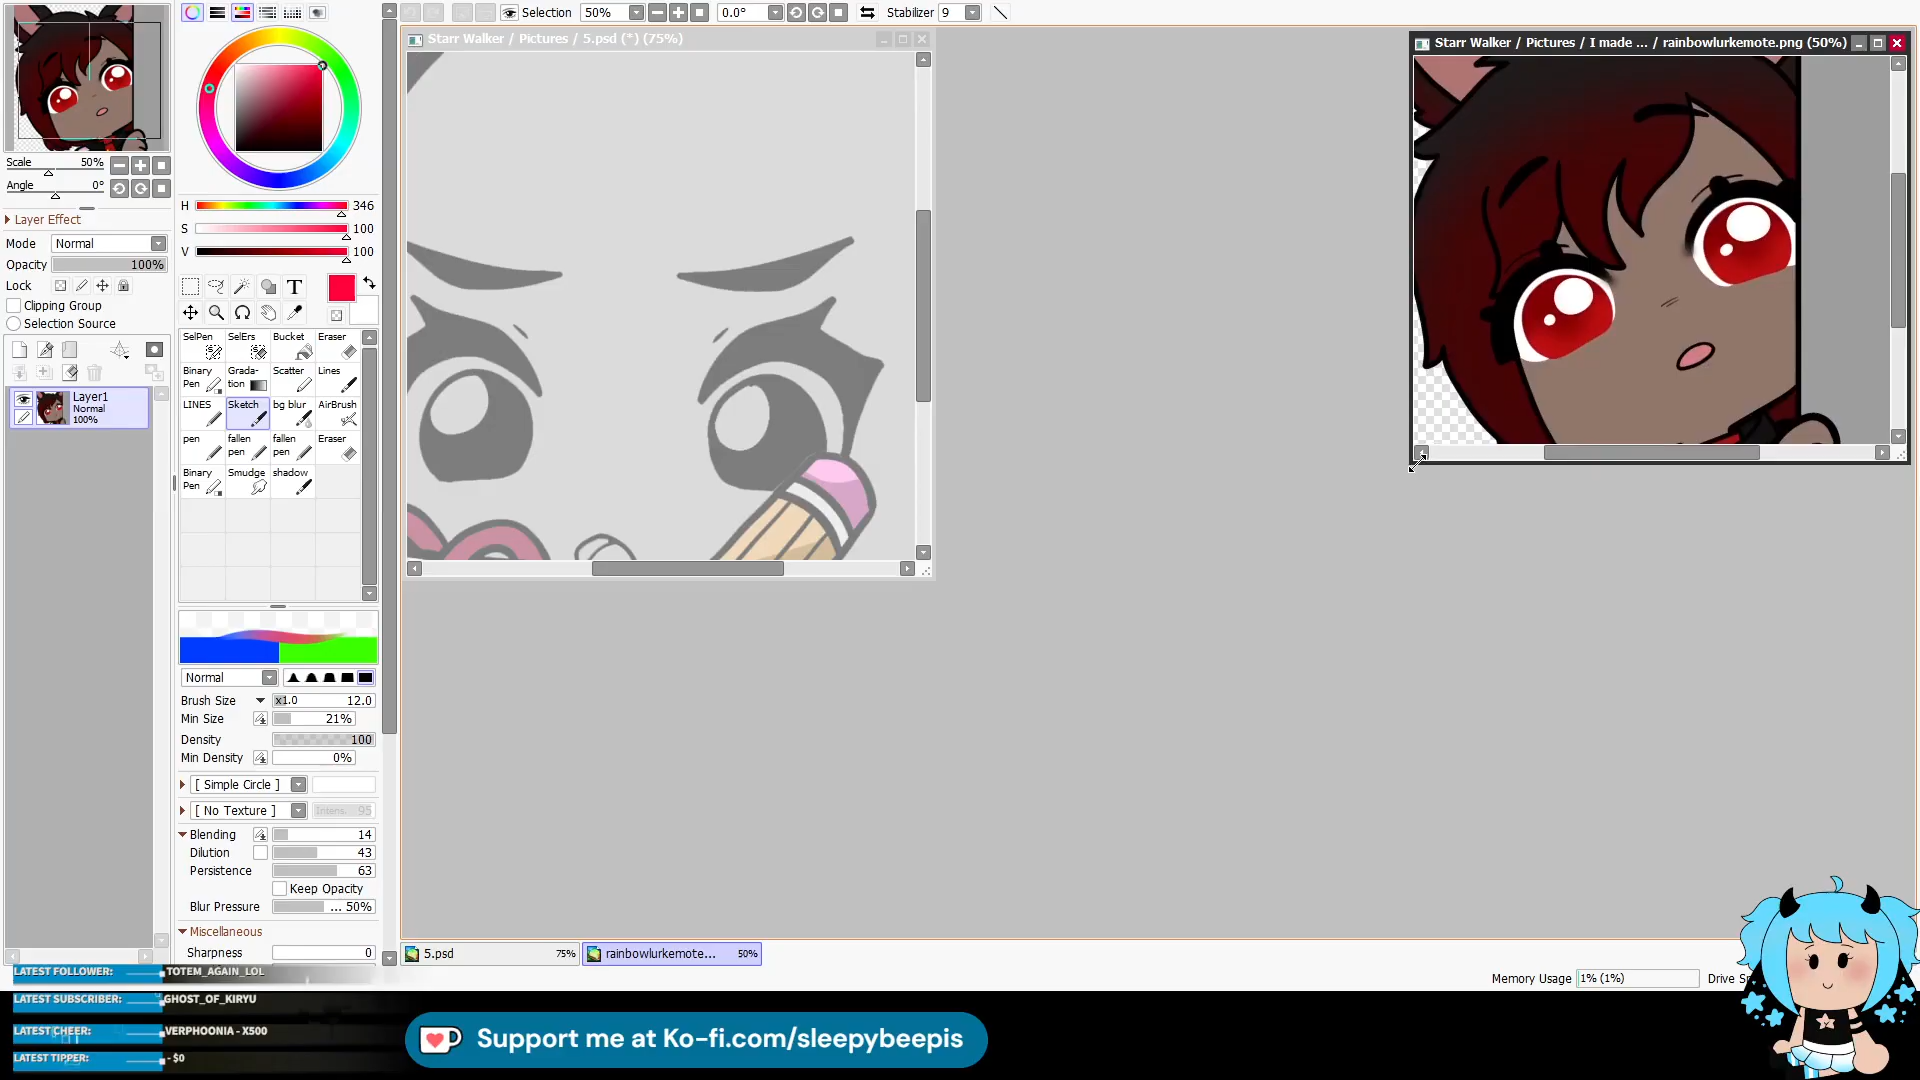 Selection 50% 0.0° Stabilizer 9
Starr Walker / Pictures / 5.psd (*) (75%)
Starr Walker / Pictures / I made ... / rainbowlurkemote.png (50%)
Scale 50%
Angle 0°
Layer Effect
Mode Normal
Opacity 100%
Lock
Clipping Group
Selection Source
Layer1
Normal
100%
H 346
S 100
V 100
T
SelPen SelErs Bucket Eraser
Binary Pen Grada-tion Scatter Lines
LINES Sketch bg blur AirBrush
pen fallen pen fallen pen Eraser
Binary Pen Smudge shadow
Normal
Brush Size x1.0 12.0
Min Size 21%
Density 100
Min Density 0%
[ Simple Circle ]
[ No Texture ] Intens. 95
Blending 14
Dilution 43
Persistence 63
Keep Opacity
Blur Pressure ... 50%
Miscellaneous
Sharpness 0
5.psd 75%
rainbowlurkemote... 50%
Memory Usage 1% (1%) Drive
LATEST FOLLOWER: TOTEM_AGAIN_LOL
LATEST SUBSCRIBER: GHOST_OF_KIRYU
LATEST CHEER: VERPHOONIA - X500
LATEST TIPPER: - $0
Support me at Ko-fi.com/sleepybeepis